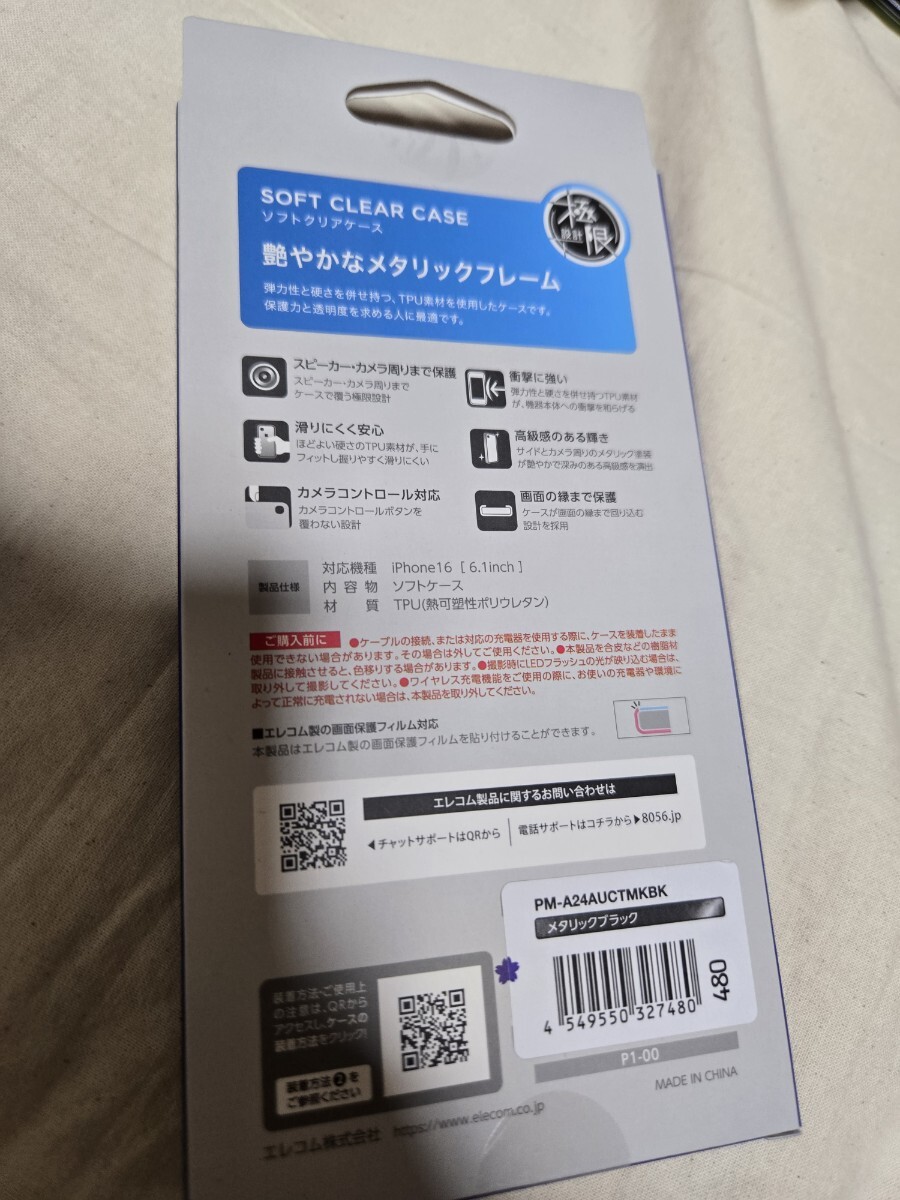 SOFT CLEAR CASE
ソフトクリアケース
極限
設計
艶やかなメタリックフレーム
弾力性と硬さを併せ持つ、TPU素材を使用したケースです。
保護力と透明度を求める人に最適です。
スピーカー・カメラ周りまで保護
スピーカー・カメラ周りまで
ケースで覆う極限設計
衝撃に強い
弾力性と硬さを併せ持つTPU素材
が、機器本体への衝撃を和らげる
滑りにくく安心
ほどよい硬さのTPU素材が、手に
フィットし握りやすく滑りにくい
高級感のある輝き
サイドとカメラ周りのメタリック塗装
が艶やかで深みのある高級感を演出
カメラコントロール対応
カメラコントロールボタンを
覆わない設計
画面の縁まで保護
ケースが画面の縁まで回り込む
設計を採用
製品仕様
対応機種 iPhone16 [ 6.1inch ]
内容物 ソフトケース
材質 TPU(熱可塑性ポリウレタン)
ご購入前に ●ケーブルの接続、または対応の充電器を使用する際に、ケースを装着したまま
使用できない場合があります。その場合は外してご使用ください。●本製品を合皮などの樹脂材
製品に接触させると、色移りする場合があります。●撮影時にLEDフラッシュの光が映り込む場合は、
取り外して撮影してください。●ワイヤレス充電機能をご使用の際に、お使いの充電器や環境に
よって正常に充電されない場合は、本製品を取り外してください。
■エレコム製の画面保護フィルム対応
本製品はエレコム製の画面保護フィルムを貼り付けることができます。
エレコム製品に関するお問い合わせは
◀チャットサポートはQRから
電話サポートはコチラから▶8056.jp
PM-A24AUCTMKBK
メタリックブラック
4 549550 327480
480
P1-00
MADE IN CHINA
装着方法・ご使用上
の注意は、QRから
アクセスし、ケースの
装着方法をクリック!
装着方法❷を
ご参照ください
エレコム株式会社 https://www.elecom.co.jp